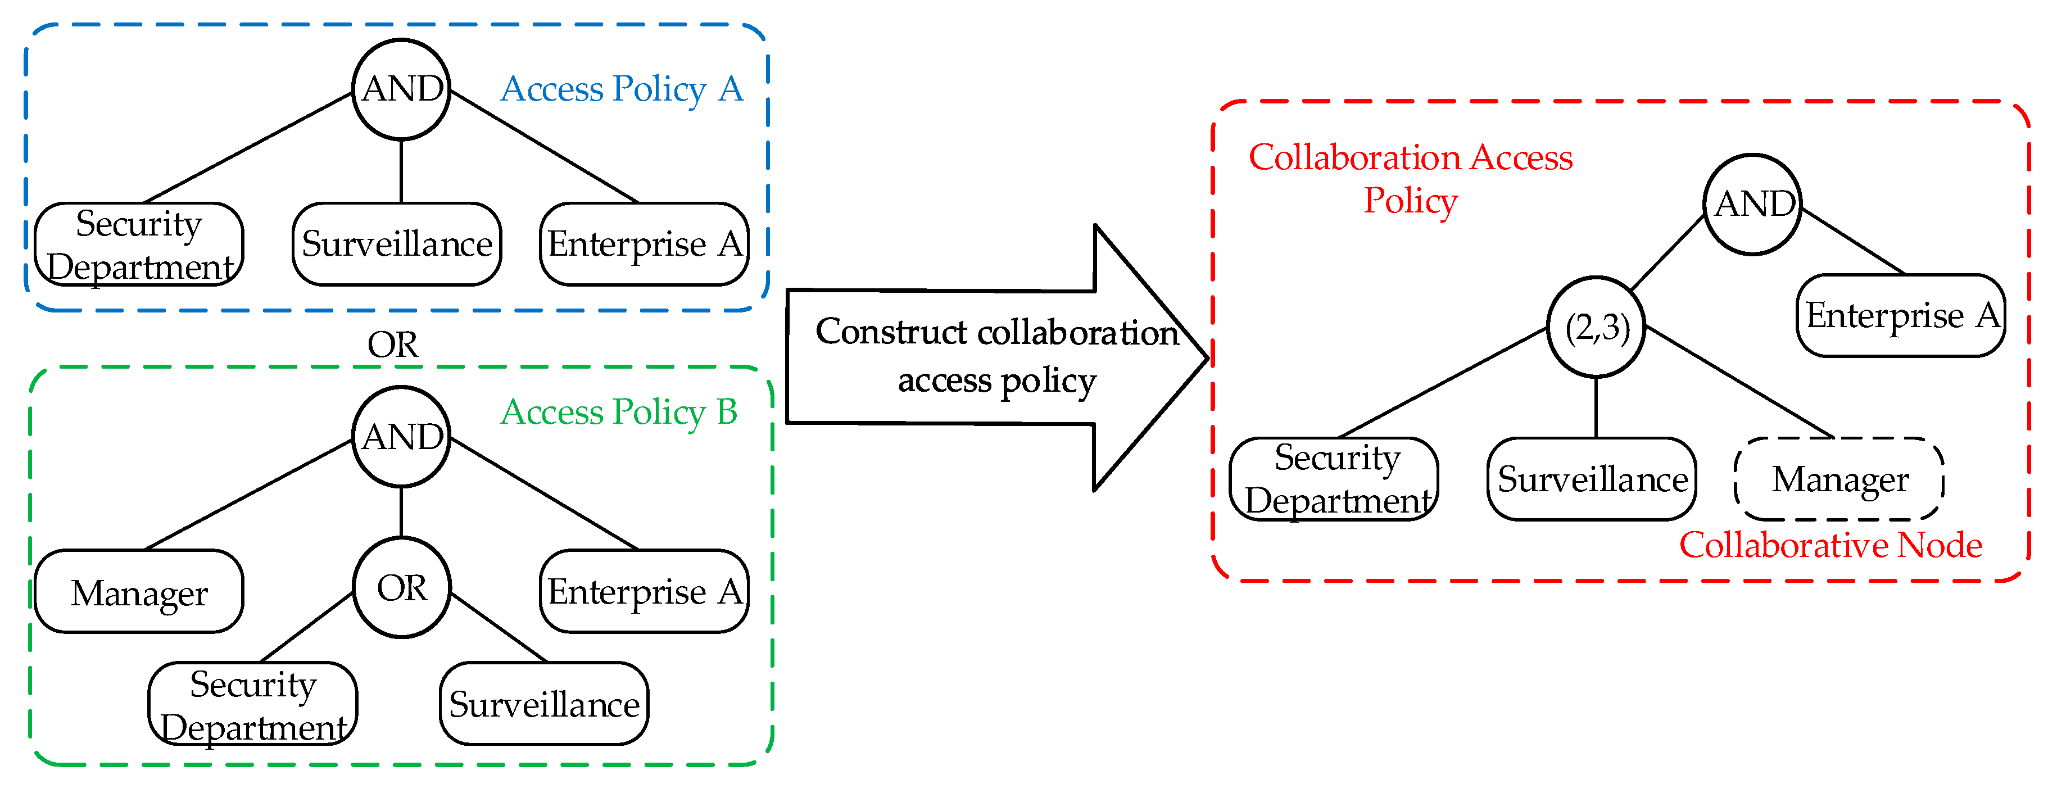 AND
Access Policy A
Security
Department
Surveillance
Enterprise A
OR
AND
Access Policy B
Manager
OR
Enterprise A
Security
Department
Surveillance
Construct collaboration
access policy
Collaboration Access
Policy
AND
(2,3)
Enterprise A
Security
Department
Surveillance
Manager
Collaborative Node